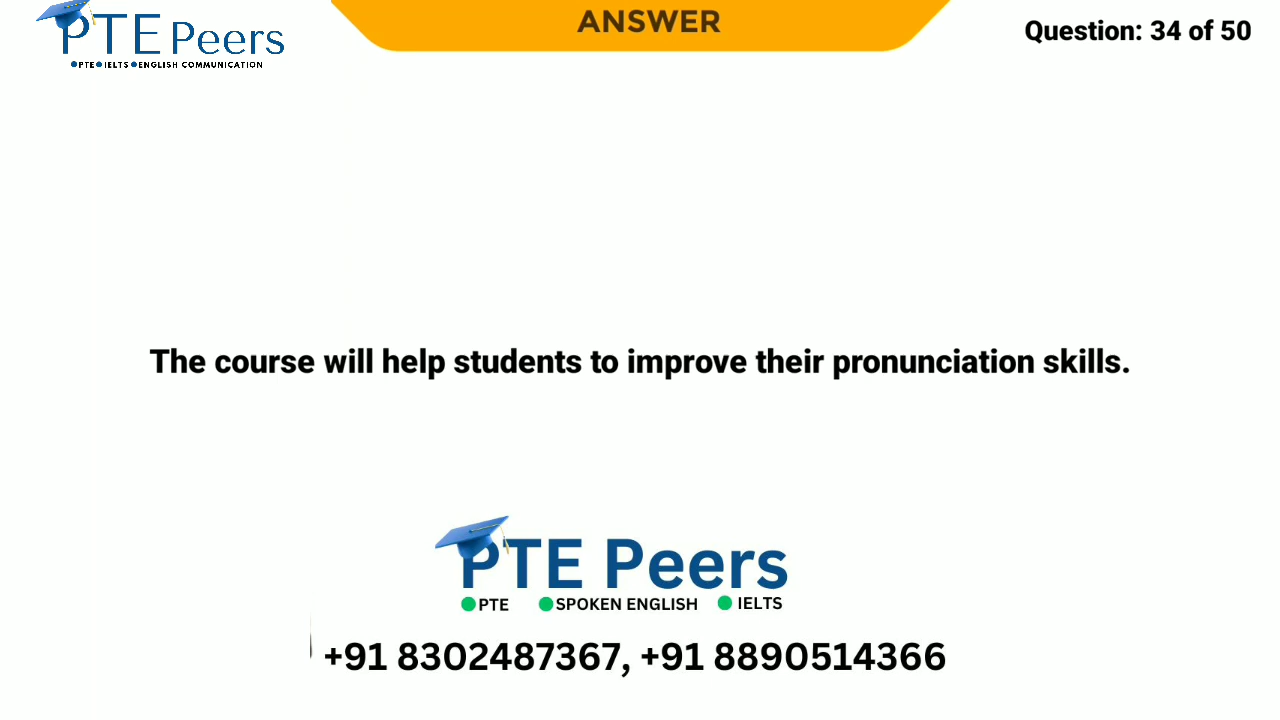 PTE Peers
PTE IELTS ENGLISH COMMUNICATION
ANSWER
Question: 34 of 50
The course will help students to improve their pronunciation skills.
PTE Peers
PTE SPOKEN ENGLISH IELTS
+91 8302487367, +91 8890514366